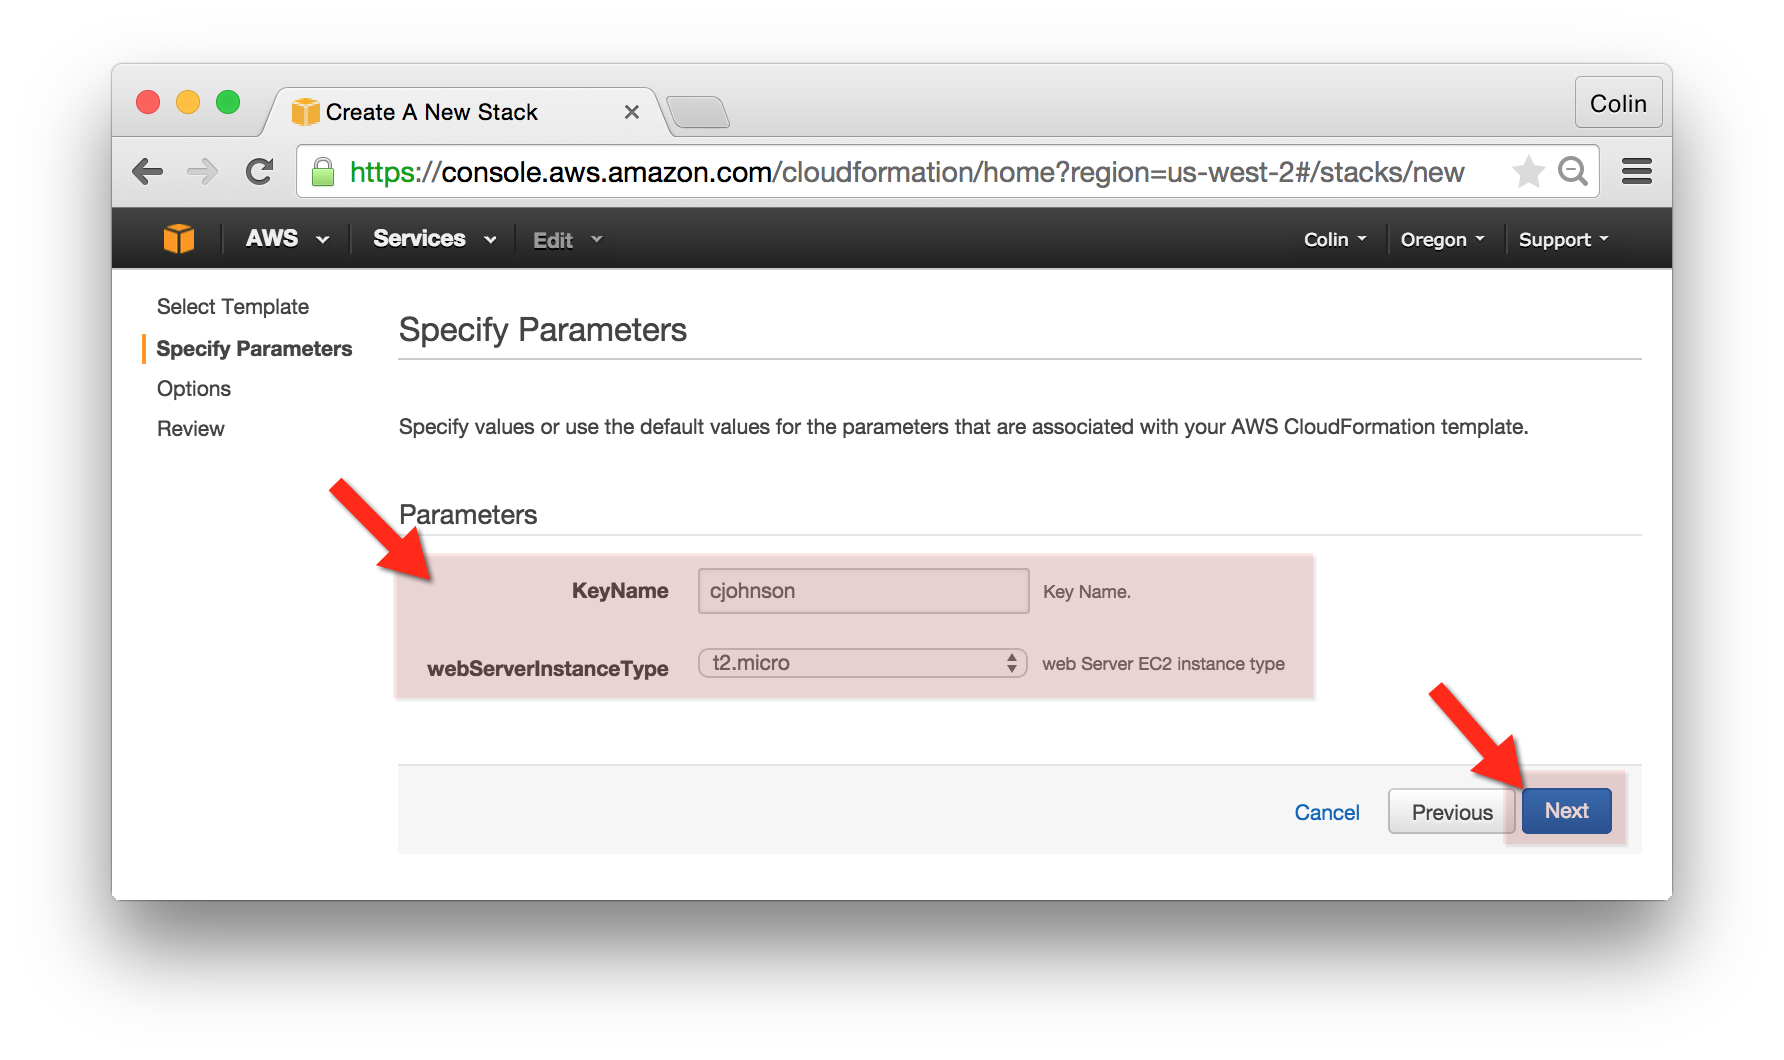 Create A New Stack
Colin
https://console.aws.amazon.com/cloudformation/home?region=us-west-2#/stacks/new
AWS Services Edit Colin Oregon Support
Select Template
Specify Parameters
Options
Review
Specify Parameters
Specify values or use the default values for the parameters that are associated with your AWS CloudFormation template.
Parameters
KeyName cjohnson Key Name.
webServerInstanceType t2.micro web Server EC2 instance type
Cancel Previous Next